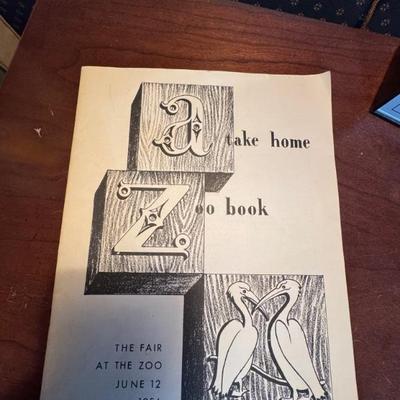 a take home
Zoo book
THE FAIR
AT THE ZOO
JUNE 12